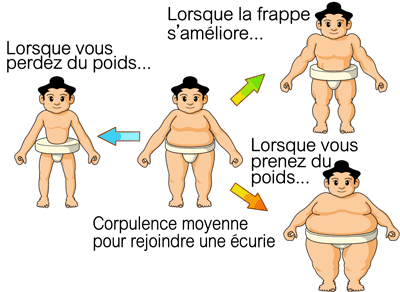 Lorsque la frappe
s'améliore...
Lorsque vous
perdez du poids...
Lorsque vous
prenez du
poids...
Corpulence moyenne
pour rejoindre une écurie